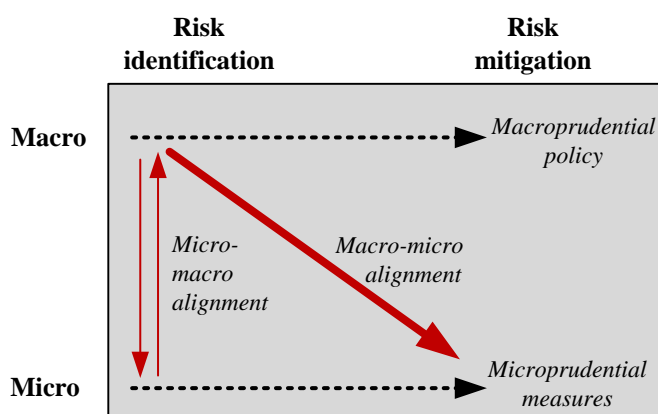 Risk
identification
Risk
mitigation
Macro
Macroprudential
policy
Micro-
macro
alignment
Macro-micro
alignment
Micro
Microprudential
measures